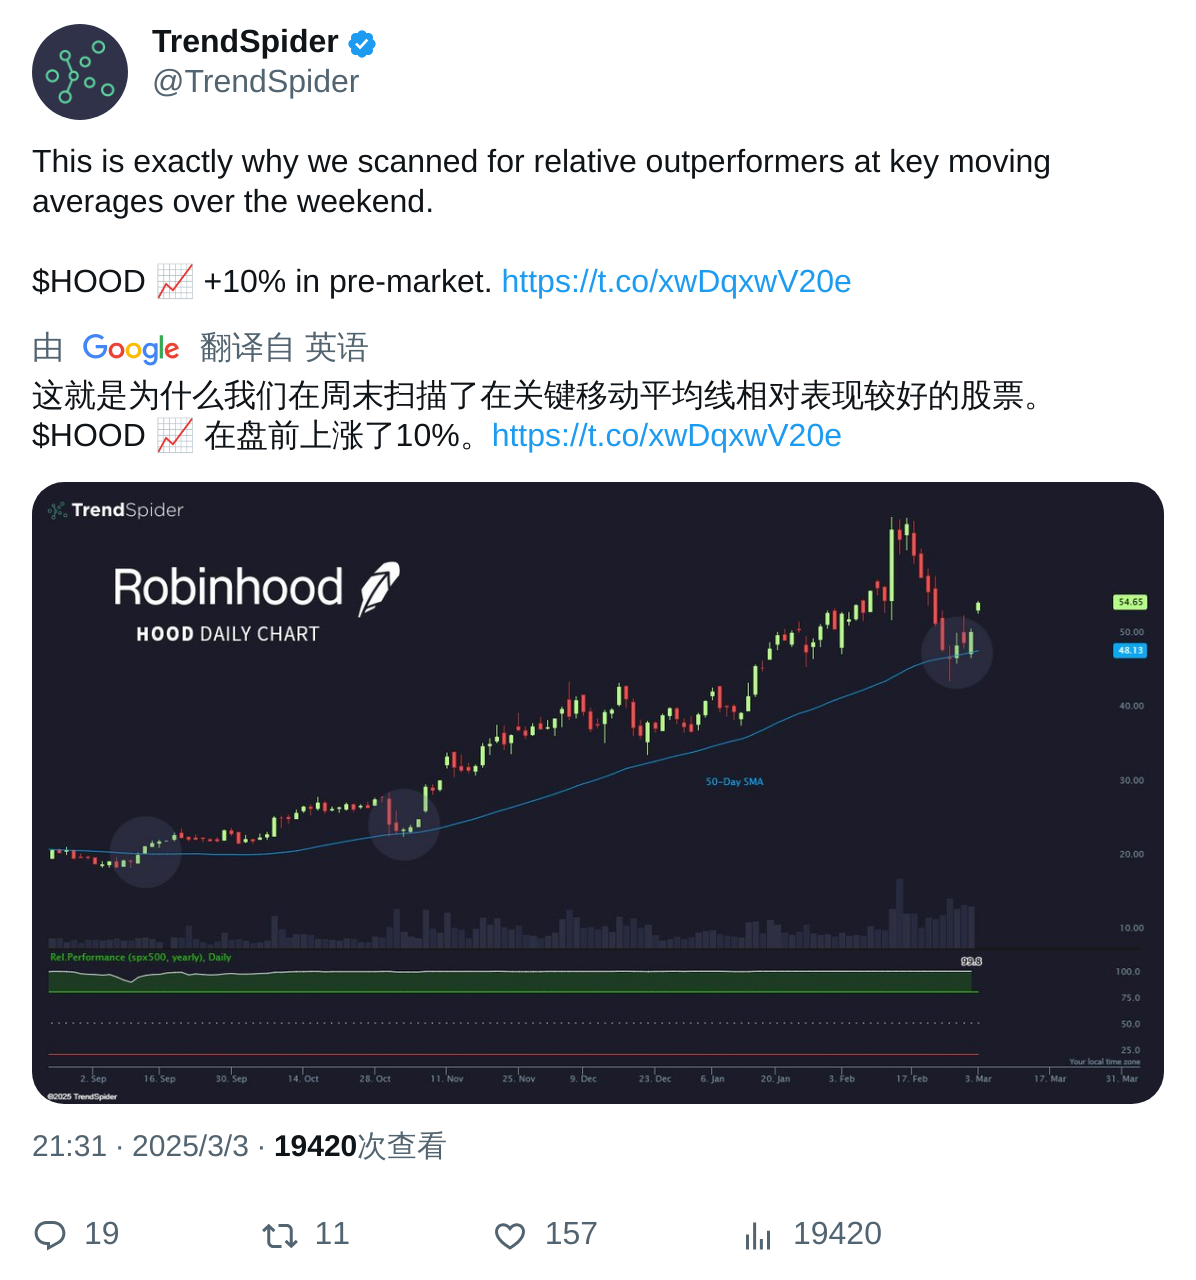 TrendSpider
@TrendSpider
This is exactly why we scanned for relative outperformers at key moving
averages over the weekend.
$HOOD 📈 +10% in pre-market. https://t.co/xwDqxwV20e
由 Google 翻译自 英语
这就是为什么我们在周末扫描了在关键移动平均线相对表现较好的股票。
$HOOD 📈 在盘前上涨了10%。https://t.co/xwDqxwV20e
TrendSpider
Robinhood
HOOD DAILY CHART
54.65
50.00
48.13
40.00
50-Day SMA
30.00
20.00
10.00
Rel.Performance (spx500, yearly), Daily
99.8
100.0
75.0
50.0
25.0
Your local time zone
2. Sep 16. Sep 30. Sep 14. Oct 28. Oct 11. Nov 25. Nov 9. Dec 23. Dec 6. Jan 20. Jan 3. Feb 17. Feb 3. Mar 17. Mar 31. Mar
©2025 TrendSpider
21:31 · 2025/3/3 · 19420次查看
19 11 157 19420